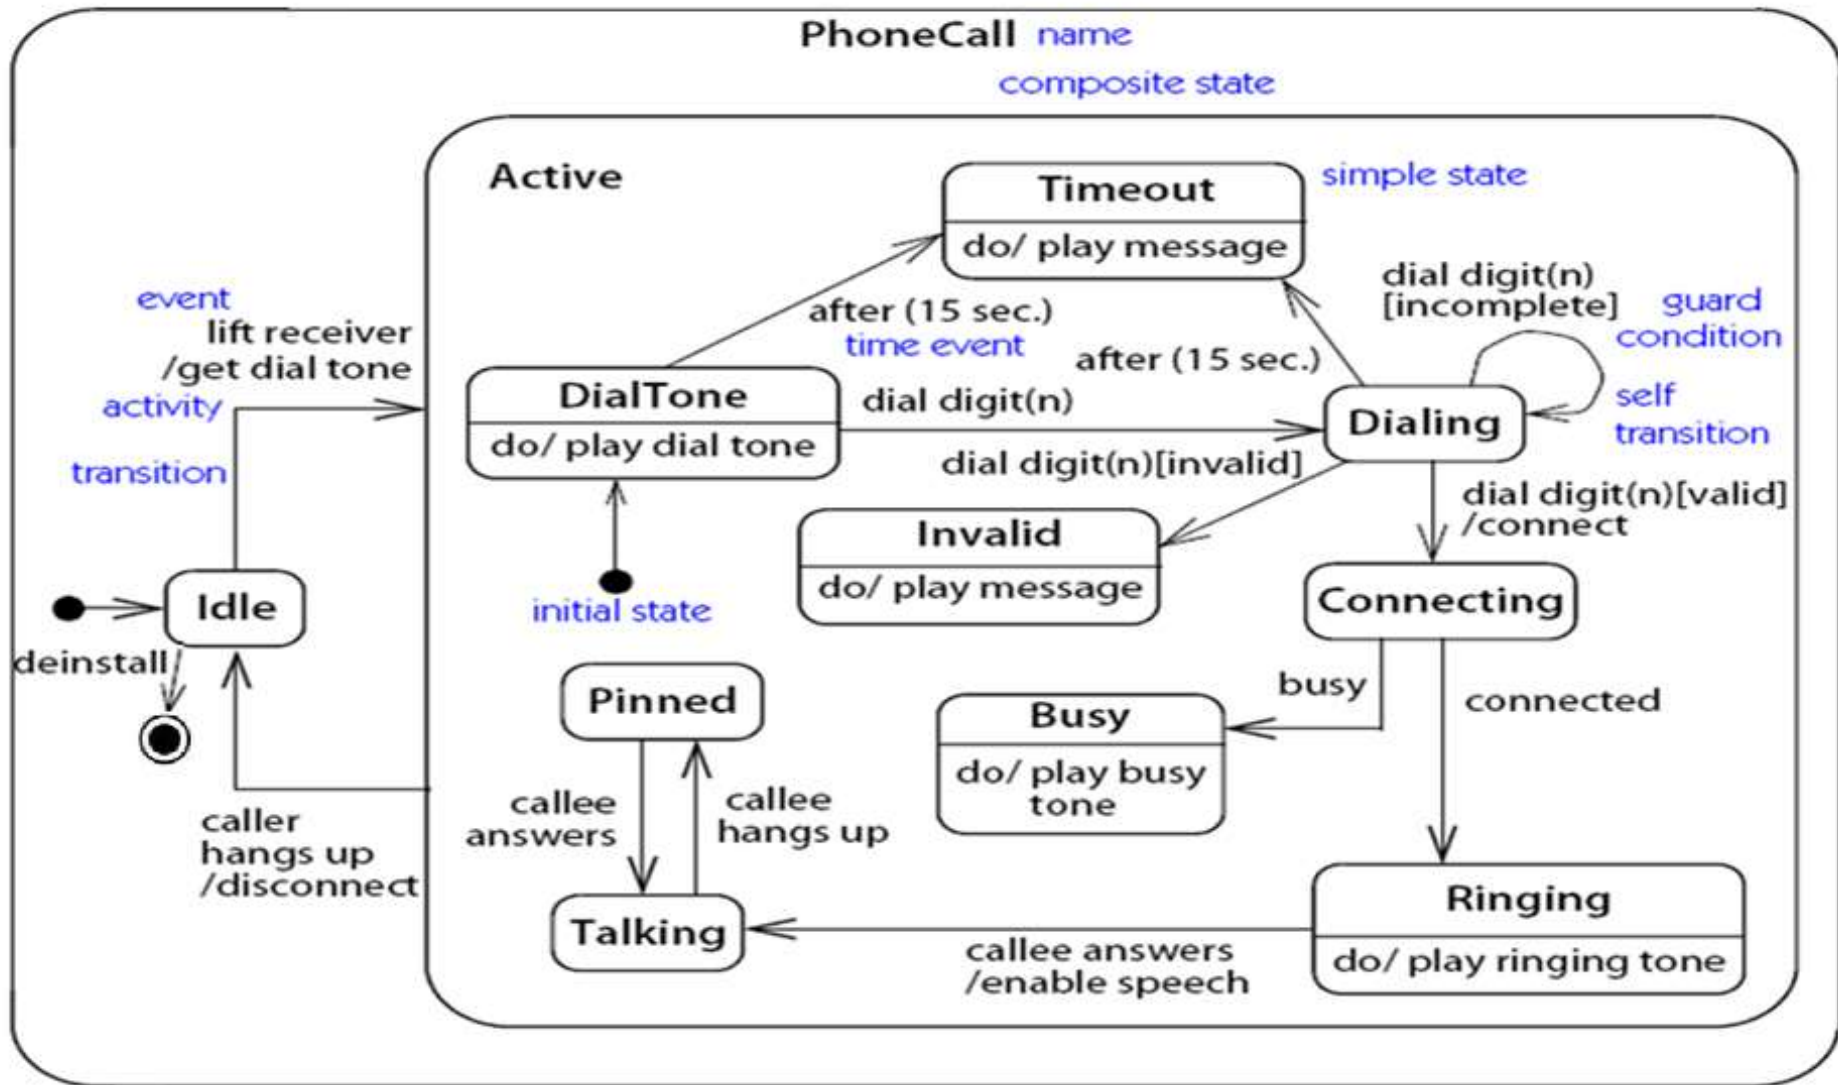 PhoneCall name
composite state
Active
Timeout
do/ play message
simple state
event
lift receiver
/get dial tone
activity
transition
after (15 sec.)
time event
after (15 sec.)
dial digit(n)
[incomplete]
guard
condition
self
transition
DialTone
do/ play dial tone
dial digit(n)
Dialing
dial digit(n)[invalid]
dial digit(n)[valid]
/connect
Invalid
do/ play message
initial state
Idle
deinstall
Connecting
Pinned
busy
connected
Busy
do/ play busy
tone
callee
answers
callee
hangs up
caller
hangs up
/disconnect
Talking
callee answers
/enable speech
Ringing
do/ play ringing tone